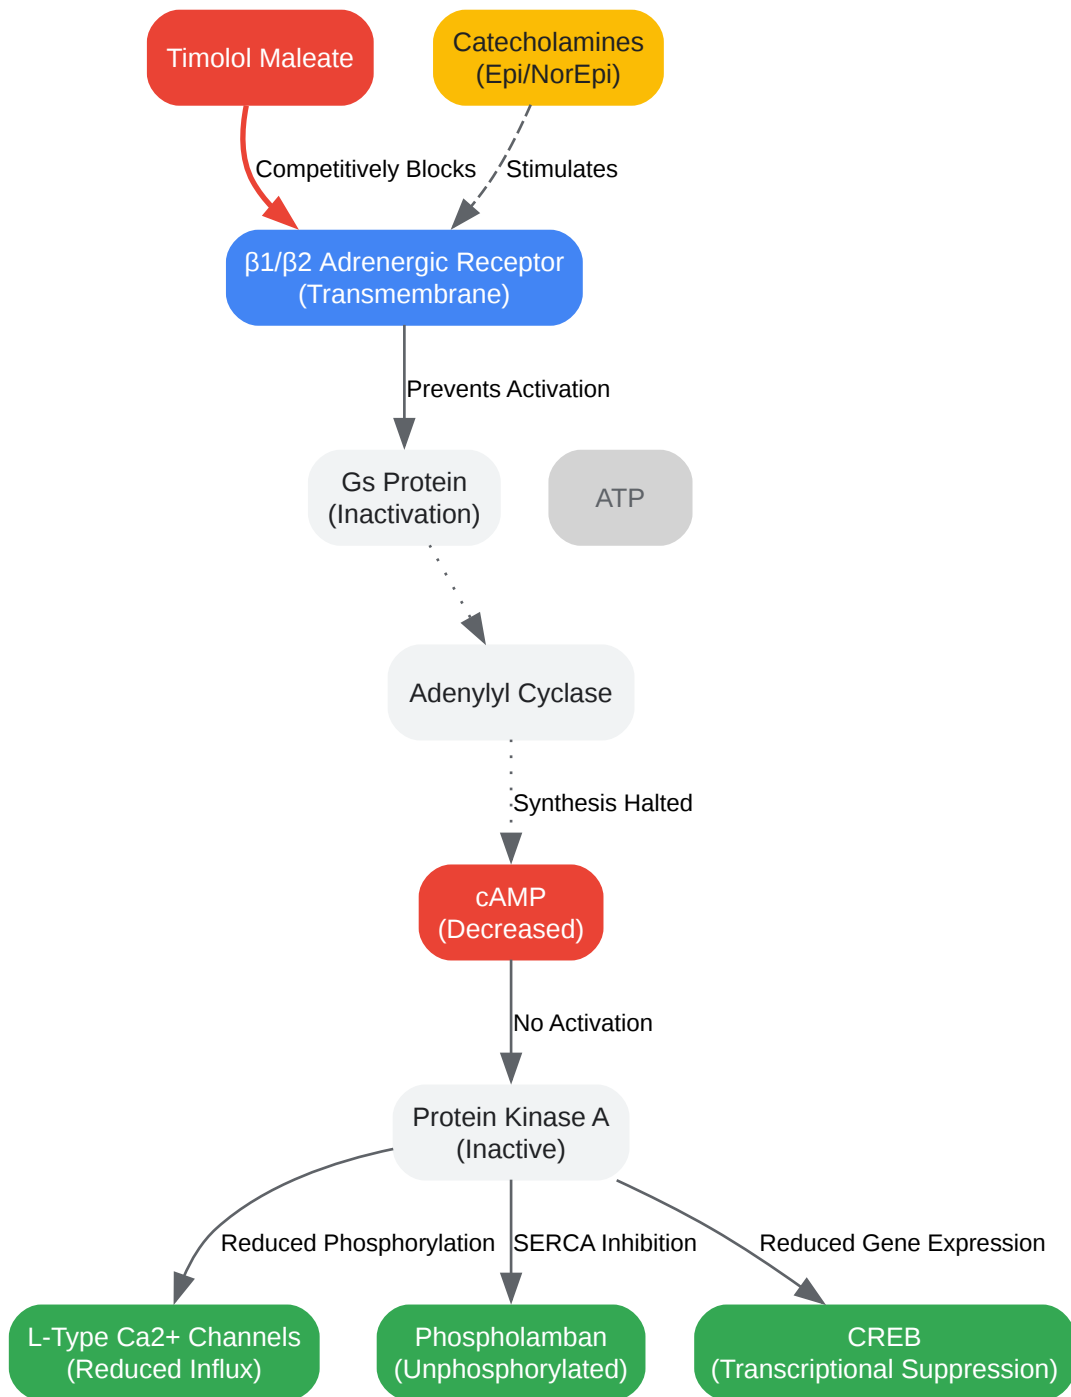 Timolol Maleate
Catecholamines
(Epi/NorEpi)
Competitively Blocks
Stimulates
β1/β2 Adrenergic Receptor
(Transmembrane)
Prevents Activation
Gs Protein
(Inactivation)
ATP
Adenylyl Cyclase
Synthesis Halted
cAMP
(Decreased)
No Activation
Protein Kinase A
(Inactive)
Reduced Phosphorylation
SERCA Inhibition
Reduced Gene Expression
L-Type Ca2+ Channels
(Reduced Influx)
Phospholamban
(Unphosphorylated)
CREB
(Transcriptional Suppression)